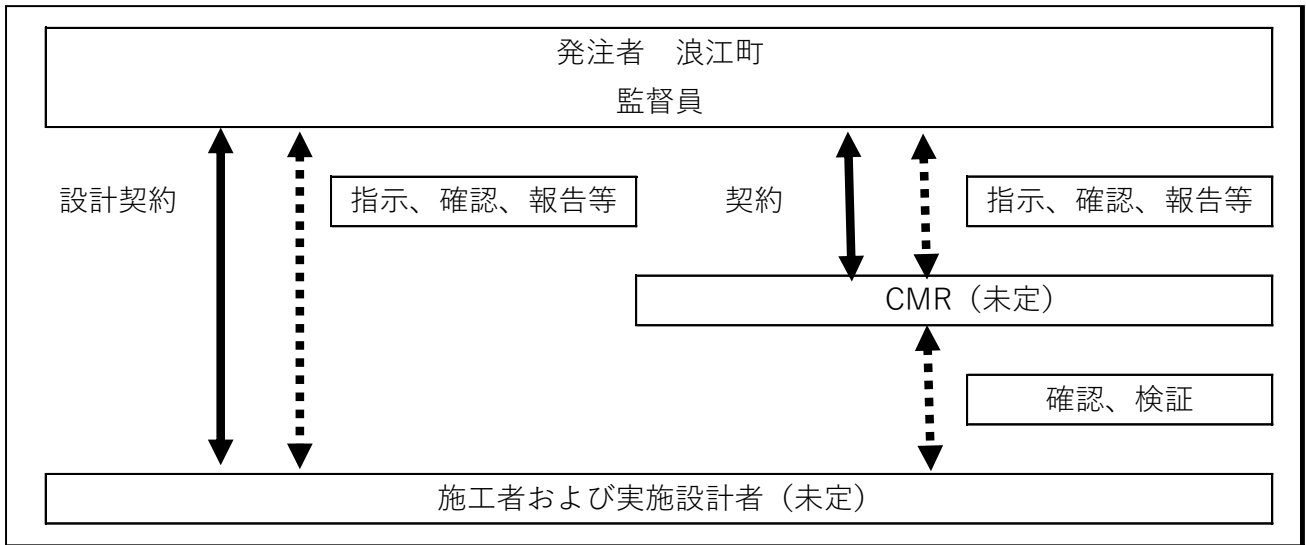 発注者　浪江町
監督員
設計契約
指示、確認、報告等
契約
指示、確認、報告等
CMR（未定）
確認、検証
施工者および実施設計者（未定）